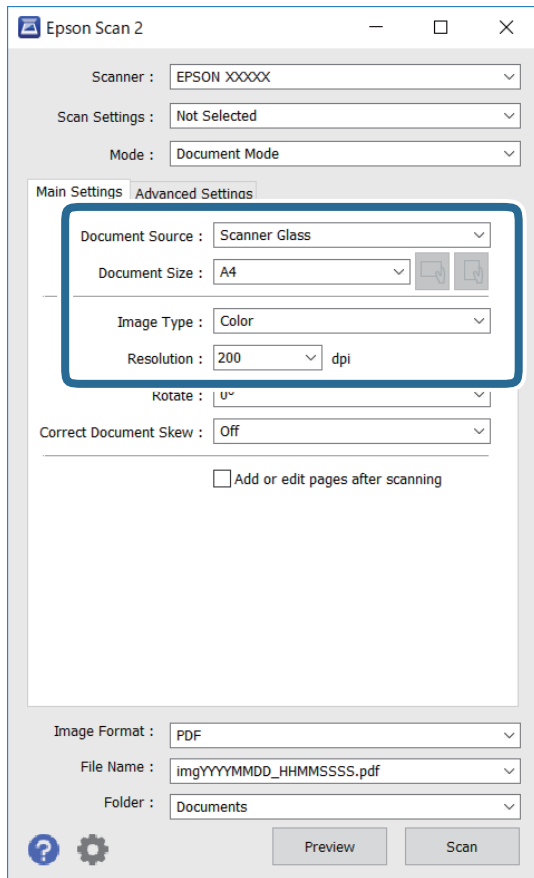 Epson Scan 2
Scanner : EPSON XXXXX
Scan Settings : Not Selected
Mode : Document Mode
Main Settings Advanced Settings
Document Source : Scanner Glass
Document Size : A4
Image Type : Color
Resolution : 200 dpi
Rotate : 0°
Correct Document Skew : Off
Add or edit pages after scanning
Image Format : PDF
File Name : imgYYYYMMDD_HHMMSSSS.pdf
Folder : Documents
? Preview Scan